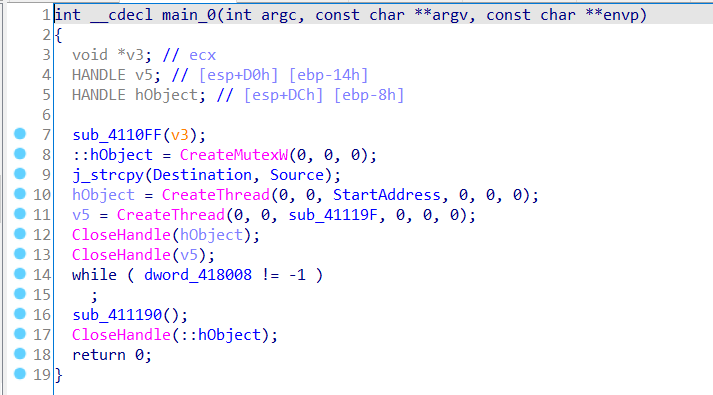 1 int __cdecl main_0(int argc, const char **argv, const char **envp)
2 {
3 void *v3; // ecx
4 HANDLE v5; // [esp+D0h] [ebp-14h]
5 HANDLE hObject; // [esp+DCh] [ebp-8h]
6
7 sub_4110FF(v3);
8 ::hObject = CreateMutexW(0, 0, 0);
9 j_strcpy(Destination, Source);
10 hObject = CreateThread(0, 0, StartAddress, 0, 0, 0);
11 v5 = CreateThread(0, 0, sub_41119F, 0, 0, 0);
12 CloseHandle(hObject);
13 CloseHandle(v5);
14 while ( dword_418008 != -1 )
15 ;
16 sub_411190();
17 CloseHandle(::hObject);
18 return 0;
19 }